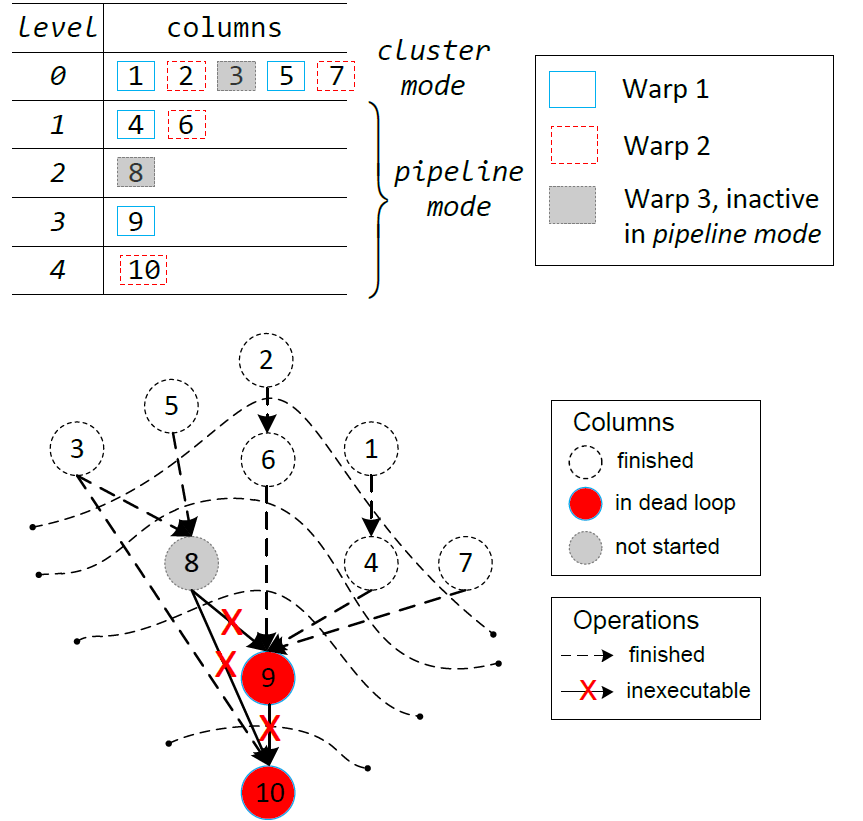 level columns
0 1 2 3 5 7
cluster
mode
1 4 6
2 8
pipeline
mode
3 9
4 10
Warp 1
Warp 2
Warp 3, inactive
in pipeline mode
2
5
3
6
1
8
4
7
X
X
9
X
10
Columns
finished
in dead loop
not started
Operations
finished
X inexecutable